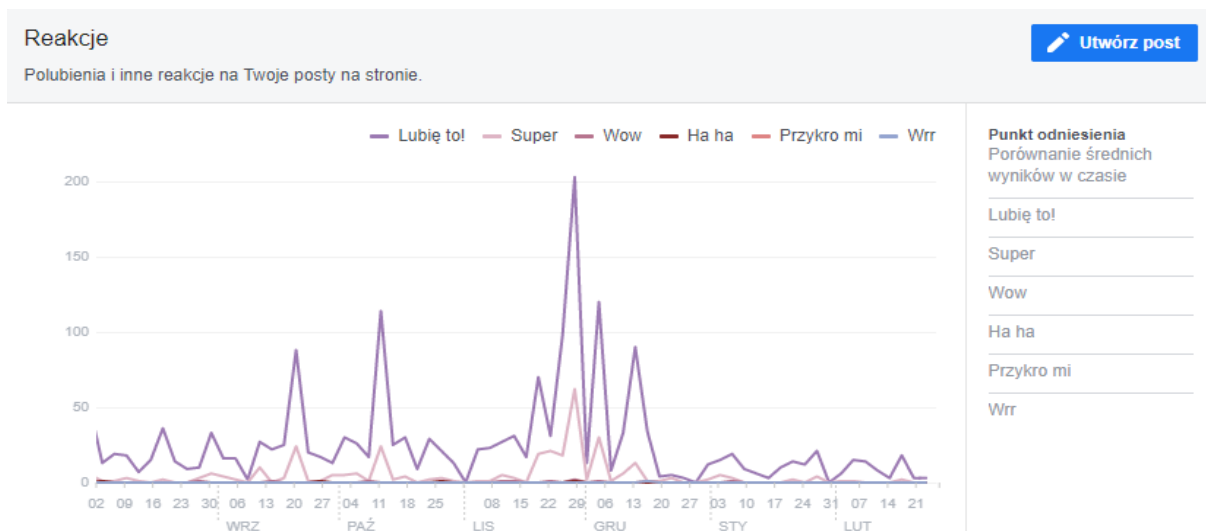 Reakcje
Utwórz post
Polubienia i inne reakcje na Twoje posty na stronie.
Lubię to! Super Wow Ha ha Przykro mi Wrr
Punkt odniesienia
Porównanie średnich
wyników w czasie
Lubię to!
Super
Wow
Ha ha
Przykro mi
Wrr
200
150
100
50
0
02 09 16 23 30 06 13 20 27 04 11 18 25 08 15 22 29 06 13 20 27 03 10 17 24 31 07 14 21
WRZ PAŹ LIS GRU STY LUT